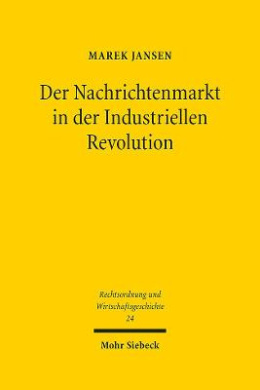 MAREK JANSEN
Der Nachrichtenmarkt
in der Industriellen
Revolution
Rechtsordnung und
Wirtschaftsgeschichte
24
Mohr Siebeck